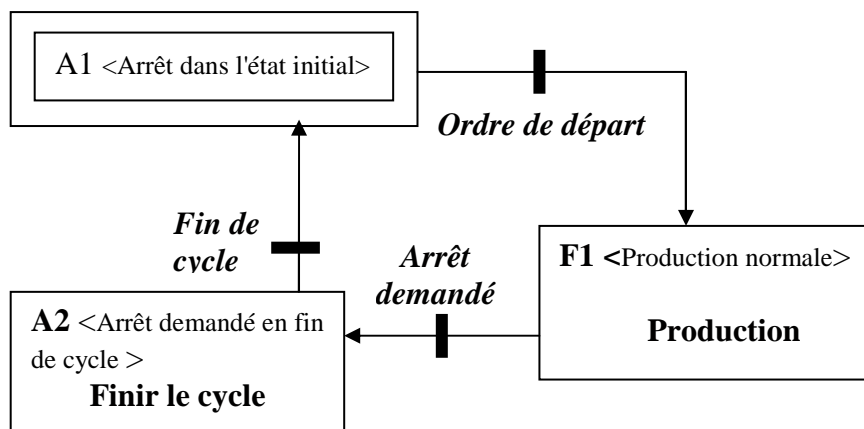 A1 <Arrêt dans l'état initial>
Ordre de départ
Fin de
cycle
Arrêt
demandé
F1 <Production normale>
Production
A2 <Arrêt demandé en fin
de cycle >
Finir le cycle